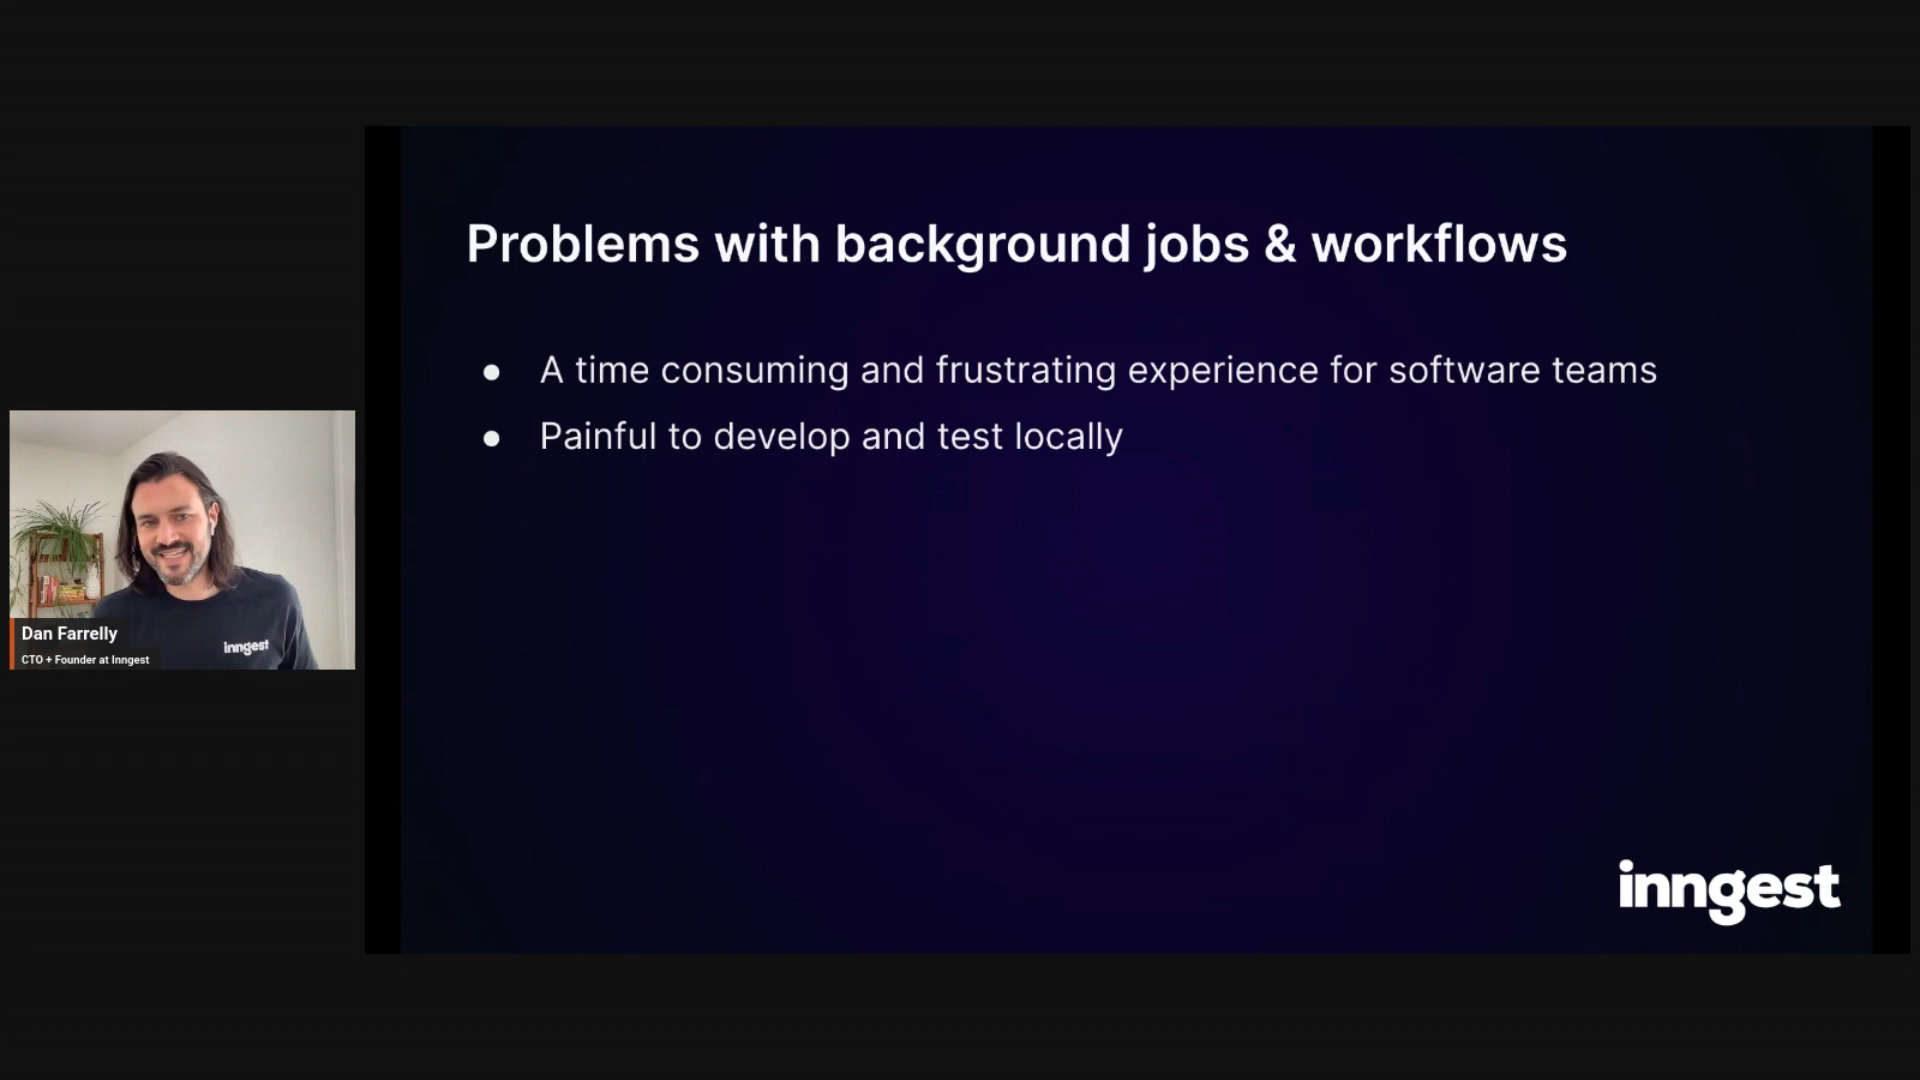 Problems with background jobs & workflows
● A time consuming and frustrating experience for software teams
● Painful to develop and test locally
inngest
Dan Farrelly
CTO + Founder at Inngest
inngest